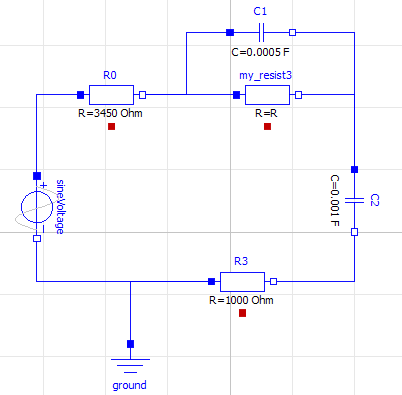 C1
C=0.0005 F
R0
my_resist3
R=3450 Ohm
R=R
+
sineVoltage
C2
C=0.001 F
R3
R=1000 Ohm
ground